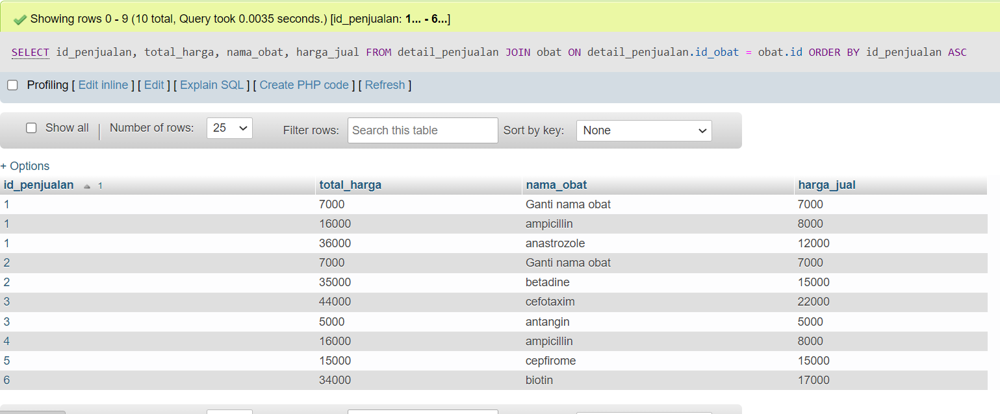 Showing rows 0 - 9 (10 total, Query took 0.0035 seconds.) [id_penjualan: 1... - 6...]
SELECT id_penjualan, total_harga, nama_obat, harga_jual FROM detail_penjualan JOIN obat ON detail_penjualan.id_obat = obat.id ORDER BY id_penjualan ASC
Profiling [ Edit inline ] [ Edit ] [ Explain SQL ] [ Create PHP code ] [ Refresh ]
Show all | Number of rows: 25 Filter rows: Search this table Sort by key: None
+ Options
id_penjualan 1 total_harga nama_obat harga_jual
1 7000 Ganti nama obat 7000
1 16000 ampicillin 8000
1 36000 anastrozole 12000
2 7000 Ganti nama obat 7000
2 35000 betadine 15000
3 44000 cefotaxim 22000
3 5000 antangin 5000
4 16000 ampicillin 8000
5 15000 cepfirome 15000
6 34000 biotin 17000